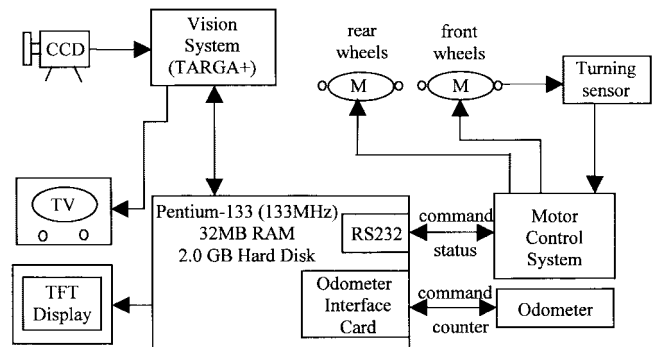 CCD
Vision
System
(TARGA+)
rear
wheels
front
wheels
M
M
Turning
sensor
TV
Pentium-133 (133MHz)
32MB RAM
2.0 GB Hard Disk
RS232
command
status
Motor
Control
System
TFT
Display
Odometer
Interface
Card
command
counter
Odometer